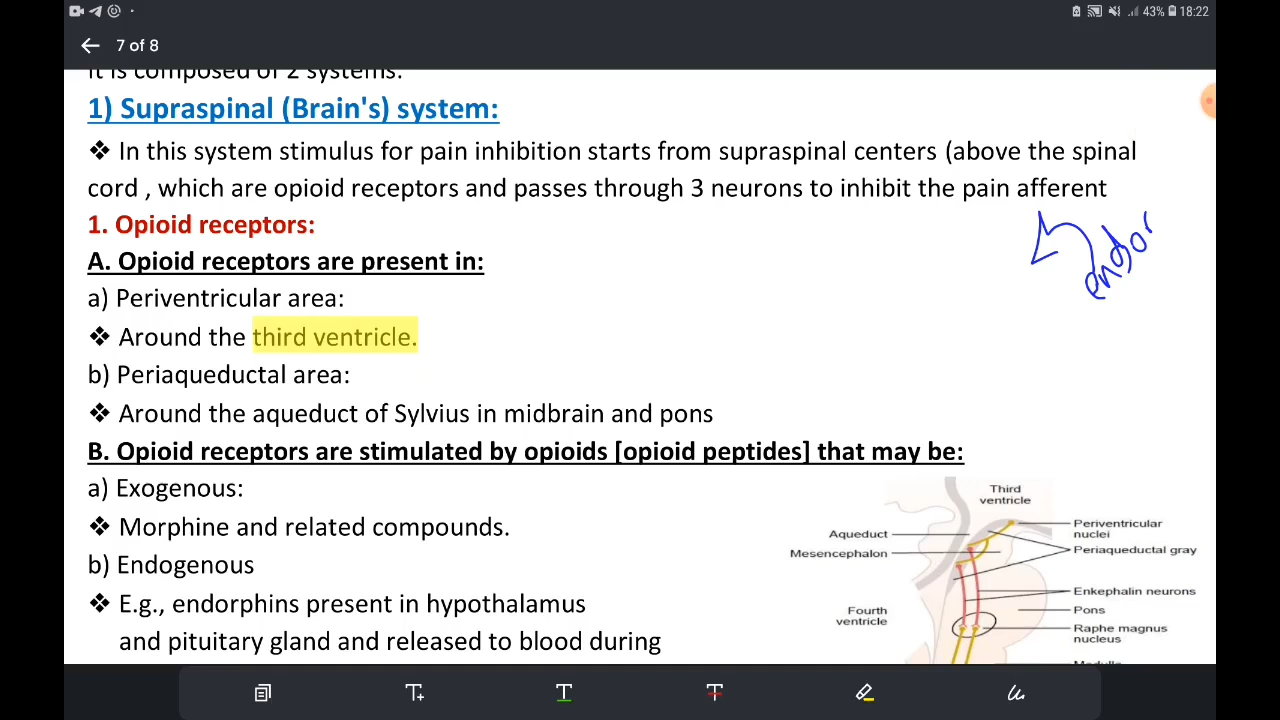 43% 18:22
7 of 8
It is composed of 2 systems.
1) Supraspinal (Brain's) system:
❖ In this system stimulus for pain inhibition starts from supraspinal centers (above the spinal
cord , which are opioid receptors and passes through 3 neurons to inhibit the pain afferent
1. Opioid receptors:
endor
A. Opioid receptors are present in:
a) Periventricular area:
❖ Around the third ventricle.
b) Periaqueductal area:
❖ Around the aqueduct of Sylvius in midbrain and pons
B. Opioid receptors are stimulated by opioids [opioid peptides] that may be:
a) Exogenous:
❖ Morphine and related compounds.
b) Endogenous
❖ E.g., endorphins present in hypothalamus
and pituitary gland and released to blood during
Third
ventricle
Aqueduct
Mesencephalon
Fourth
ventricle
Periventricular
nuclei
Periaqueductal gray
Enkephalin neurons
Pons
Raphe magnus
nucleus
Medulla